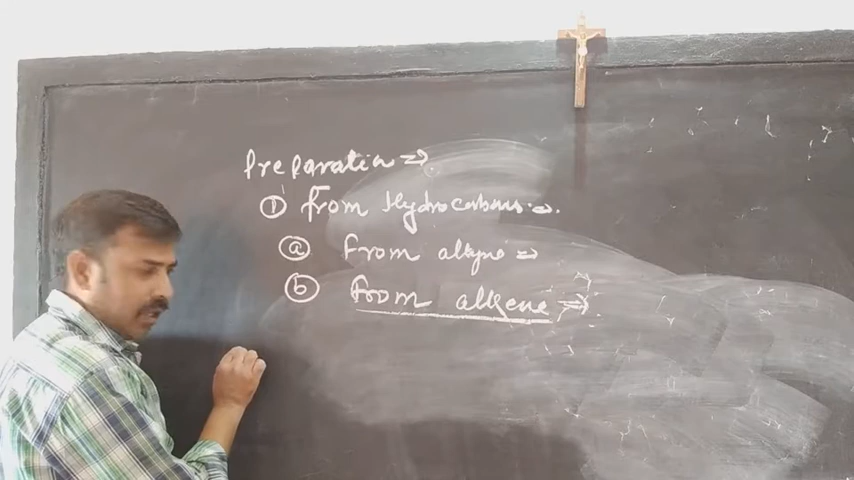 Preparation ⇒
① From Hydrocarbons ⇒.
ⓐ From alkyne ⇒
ⓑ From alkene ⇒